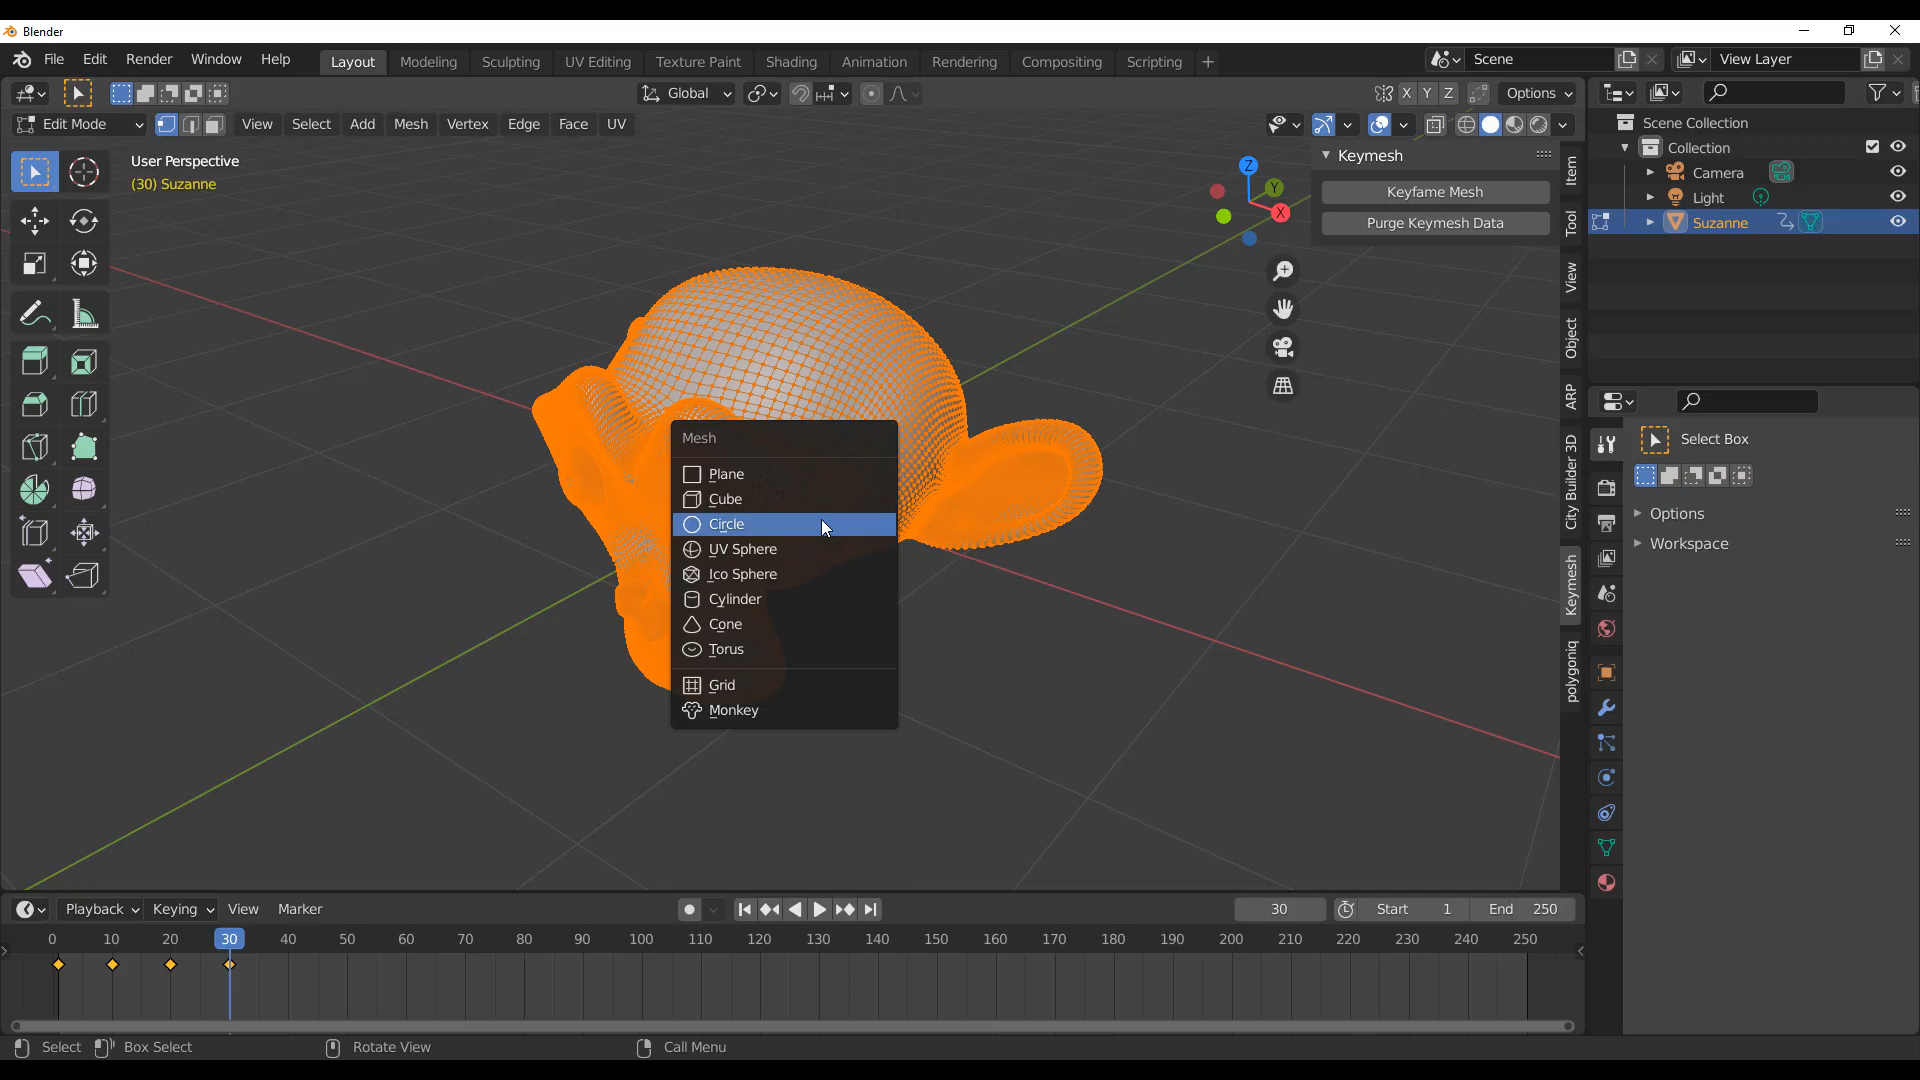 Blender
File Edit Render Window Help Layout Modeling Sculpting UV Editing Texture Paint Shading Animation Rendering Compositing Scripting + Scene View Layer
Global X Y Z Options
Edit Mode View Select Add Mesh Vertex Edge Face UV
User Perspective
(30) Suzanne
Z
Y
X
Keymesh
Keyfame Mesh
Purge Keymesh Data
Item
Tool
View
Object
ARP
City Builder 3D
Keymesh
polygoniq
Mesh
Plane
Cube
Circle
UV Sphere
Ico Sphere
Cylinder
Cone
Torus
Grid
Monkey
Scene Collection
Collection
Camera
Light
Suzanne
Select Box
Options
Workspace
Playback Keying View Marker 30 Start 1 End 250
0 10 20 30 40 50 60 70 80 90 100 110 120 130 140 150 160 170 180 190 200 210 220 230 240 250
Select Box Select Rotate View Call Menu